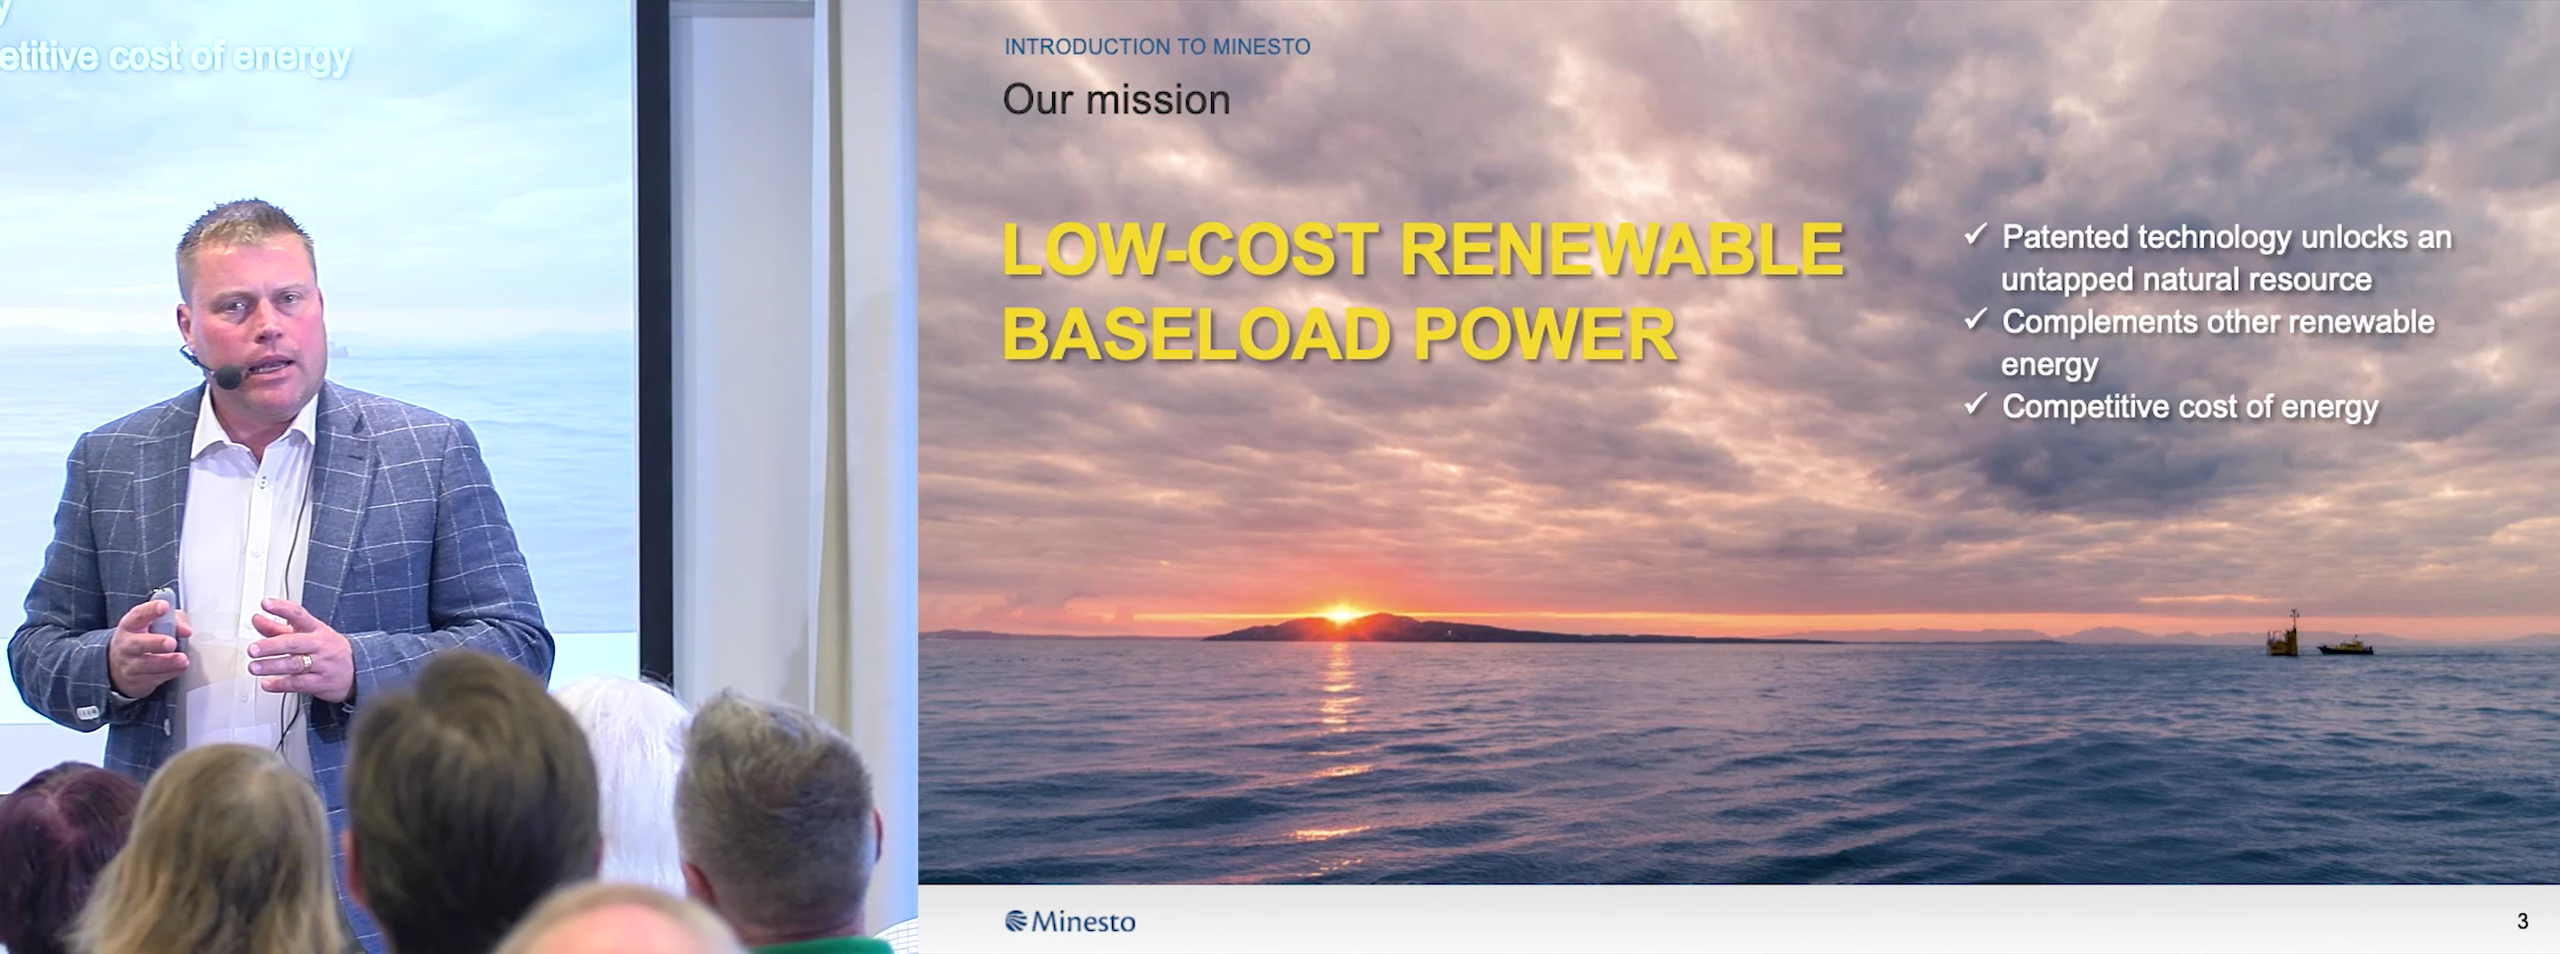 etitive cost of energy
INTRODUCTION TO MINESTO
Our mission
LOW-COST RENEWABLE
BASELOAD POWER
✓ Patented technology unlocks an
untapped natural resource
✓ Complements other renewable
energy
✓ Competitive cost of energy
Minesto
3